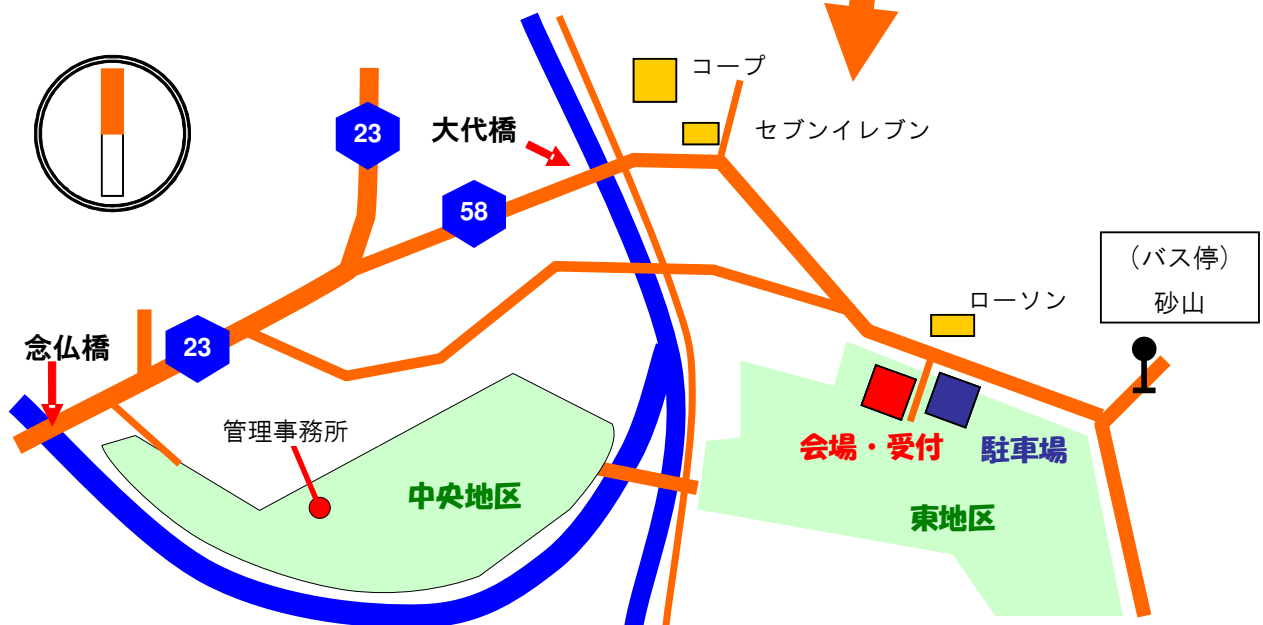 コープ
セブンイレブン
大代橋
23
58
（バス停）
砂山
ローソン
念仏橋
23
管理事務所
会場・受付
駐車場
中央地区
東地区